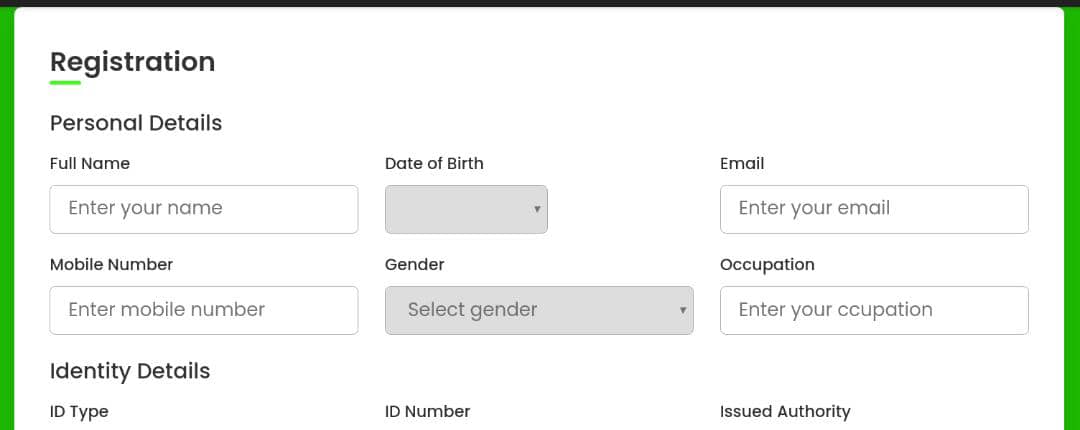 Registration
Personal Details
Full Name Date of Birth Email
Enter your name Enter your email
Mobile Number Gender Occupation
Enter mobile number Select gender Enter your ccupation
Identity Details
ID Type ID Number Issued Authority